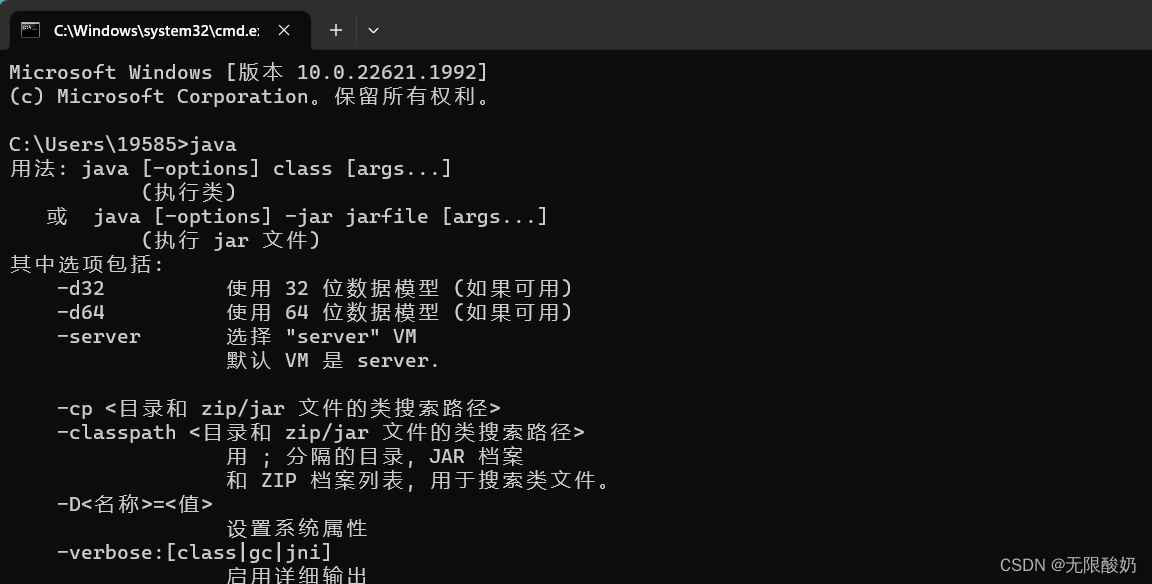 C:\Windows\system32\cmd.e:
Microsoft Windows [版本 10.0.22621.1992]
(c) Microsoft Corporation。保留所有权利。
C:\Users\19585>java
用法: java [-options] class [args...]
(执行类)
或 java [-options] -jar jarfile [args...]
(执行 jar 文件)
其中选项包括:
-d32 使用 32 位数据模型 (如果可用)
-d64 使用 64 位数据模型 (如果可用)
-server 选择 "server" VM
默认 VM 是 server.
-cp <目录和 zip/jar 文件的类搜索路径>
-classpath <目录和 zip/jar 文件的类搜索路径>
用 ; 分隔的目录, JAR 档案
和 ZIP 档案列表, 用于搜索类文件。
-D<名称>=<值>
设置系统属性
-verbose:[class|gc|jni]
启用详细输出
CSDN @无限酸奶